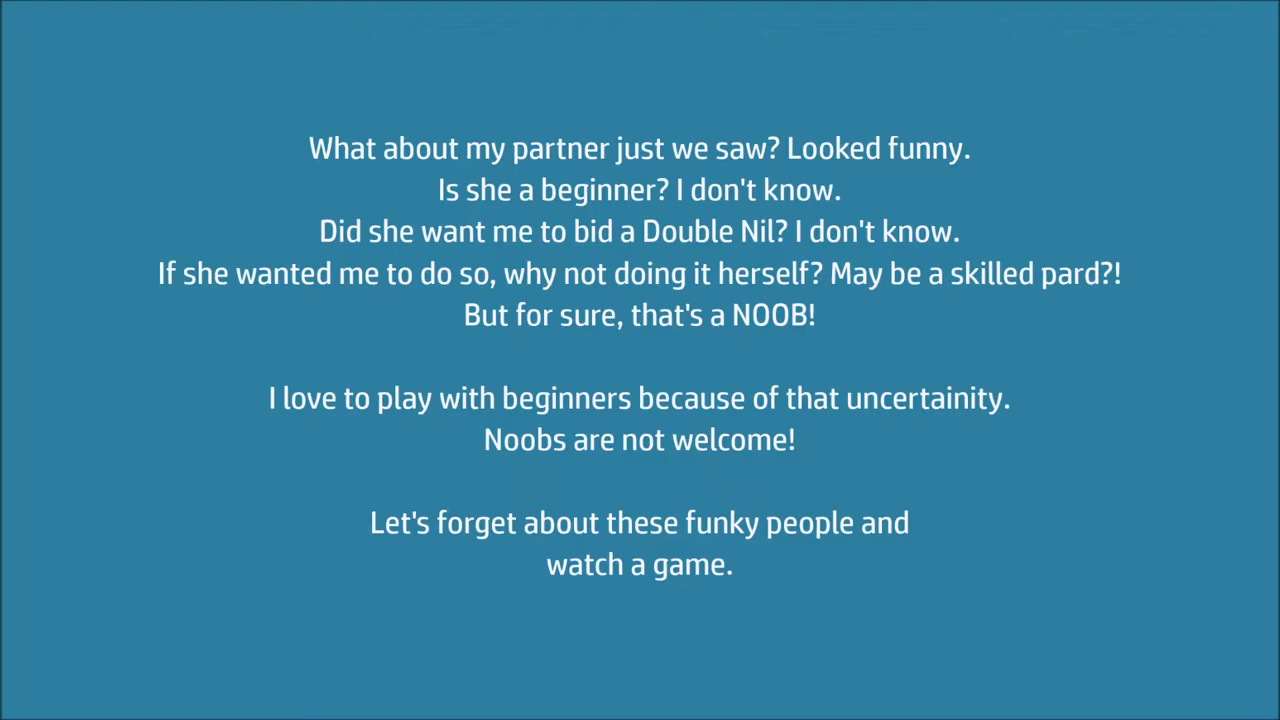 What about my partner just we saw? Looked funny.
Is she a beginner? I don't know.
Did she want me to bid a Double Nil? I don't know.
If she wanted me to do so, why not doing it herself? May be a skilled pard?!
But for sure, that's a NOOB!
I love to play with beginners because of that uncertainity.
Noobs are not welcome!
Let's forget about these funky people and
watch a game.